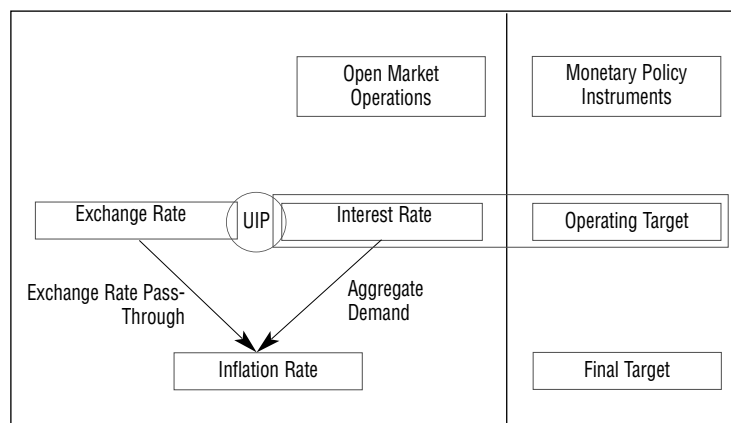 Open Market
Operations
Monetary Policy
Instruments
Exchange Rate
UIP
Interest Rate
Operating Target
Exchange Rate Pass-
Through
Aggregate
Demand
Inflation Rate
Final Target